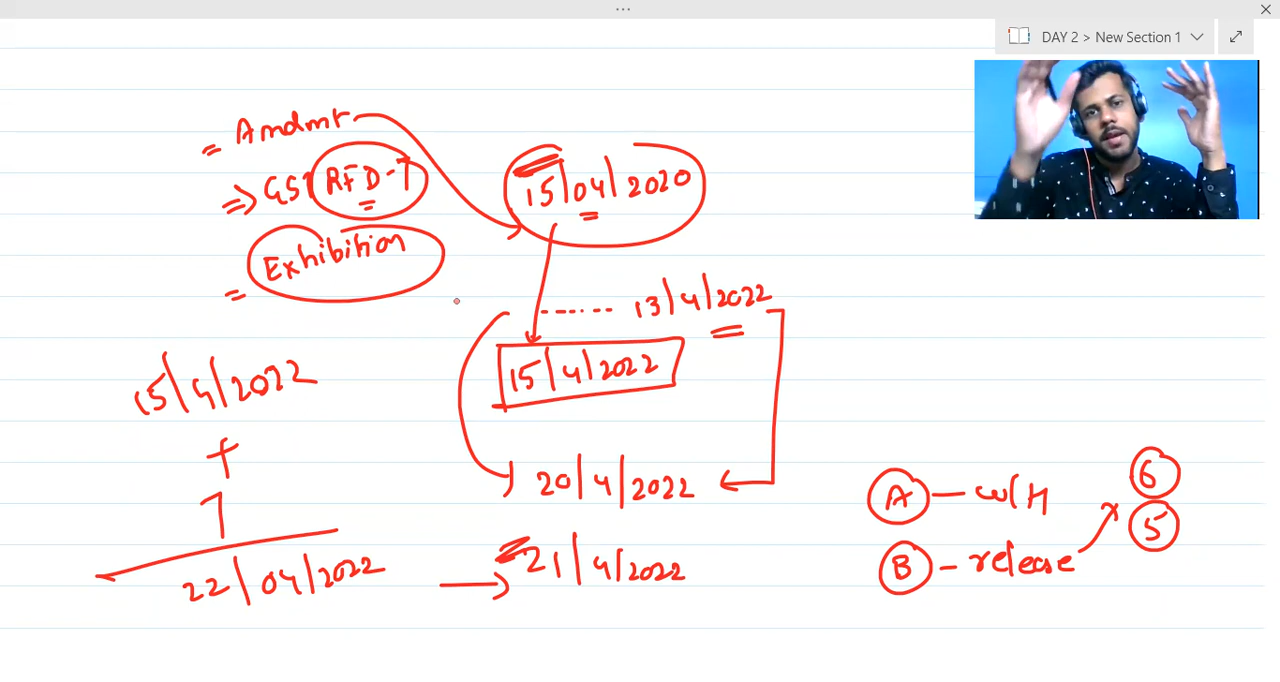 DAY 2 > New Section 1
= Amdmt
=> GST RFD-7
= Exhibition
15/04/2020
...... 13/4/2022
15/4/2022
15/4/2022
+
7
22/04/2022
20/4/2022
21/4/2022
A - w/H
B - release
6
5